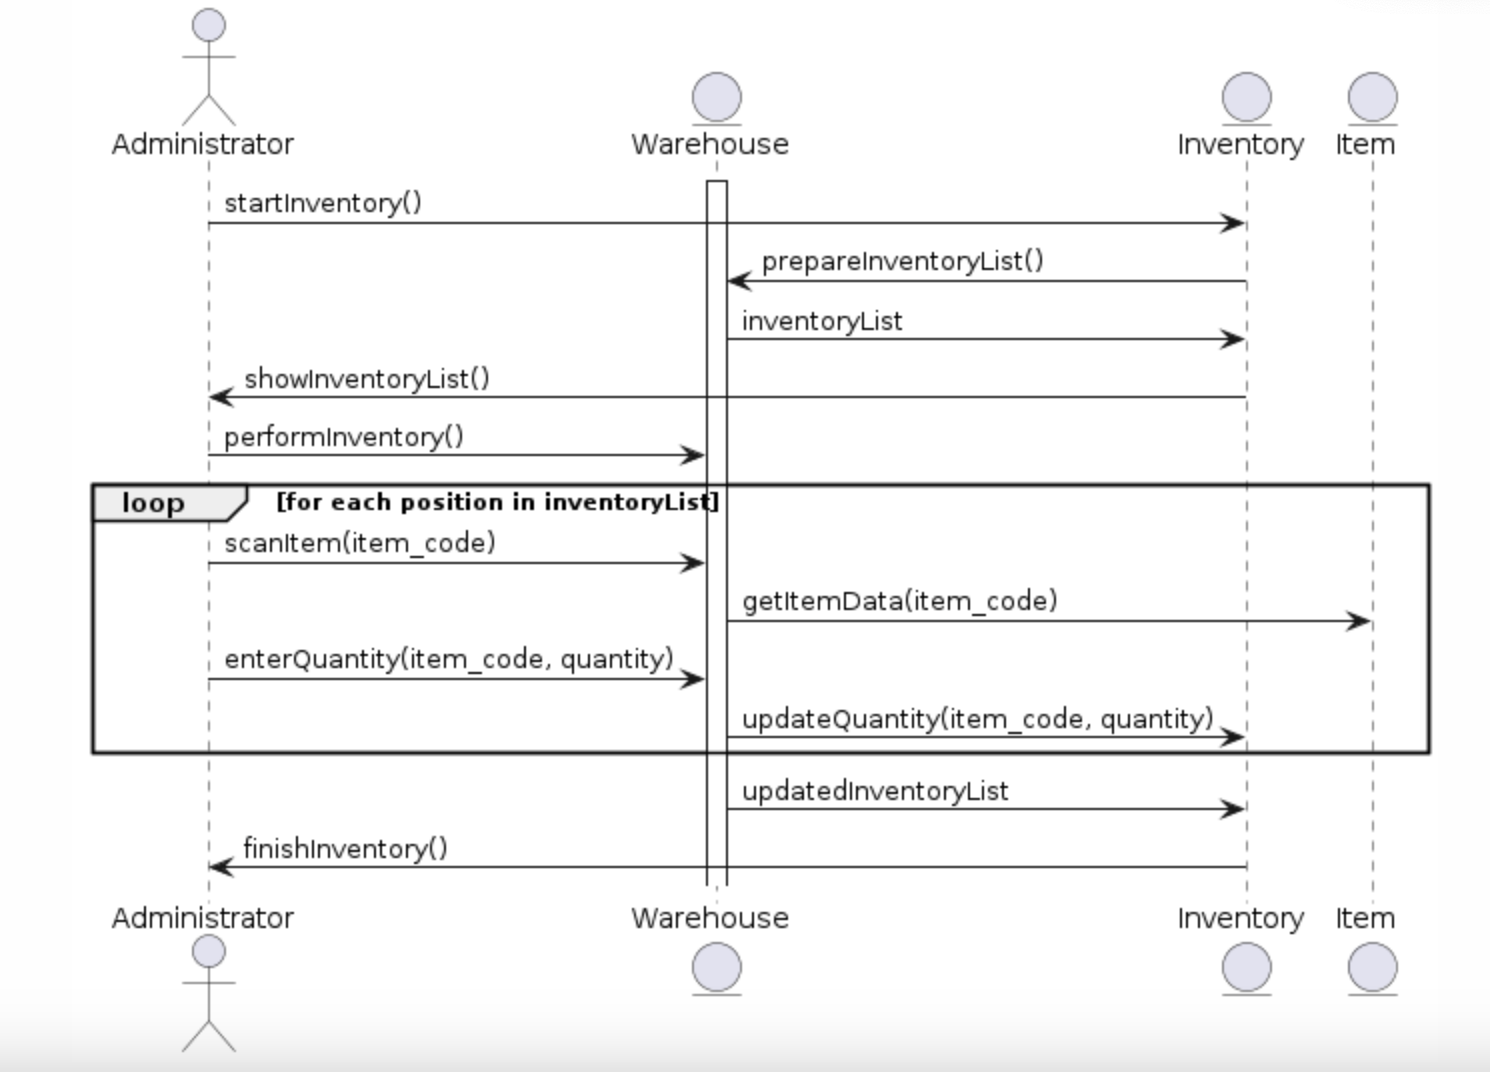 Administrator
Warehouse
Inventory
Item
startInventory()
prepareInventoryList()
inventoryList
showInventoryList()
performInventory()
loop [for each position in inventoryList]
scanItem(item_code)
getItemData(item_code)
enterQuantity(item_code, quantity)
updateQuantity(item_code, quantity)
updatedInventoryList
finishInventory()
Administrator
Warehouse
Inventory
Item